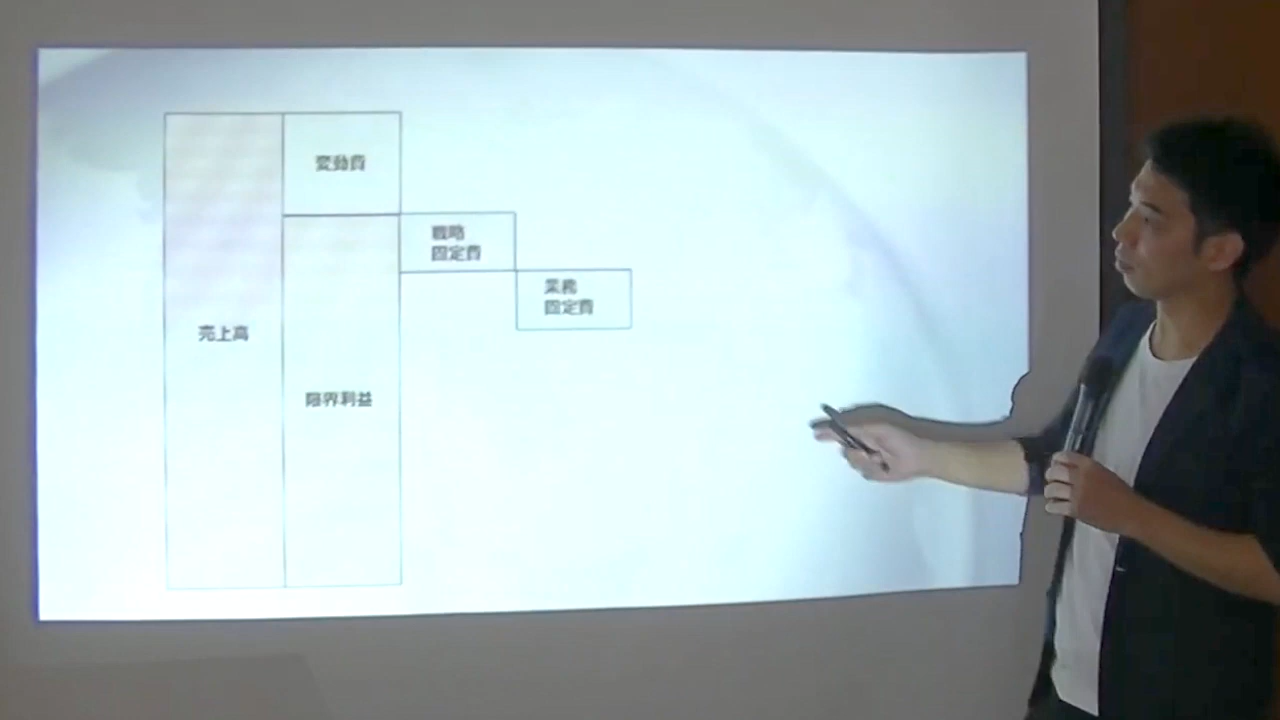 変動費
戦略
固定費
業務
固定費
売上高
限界利益